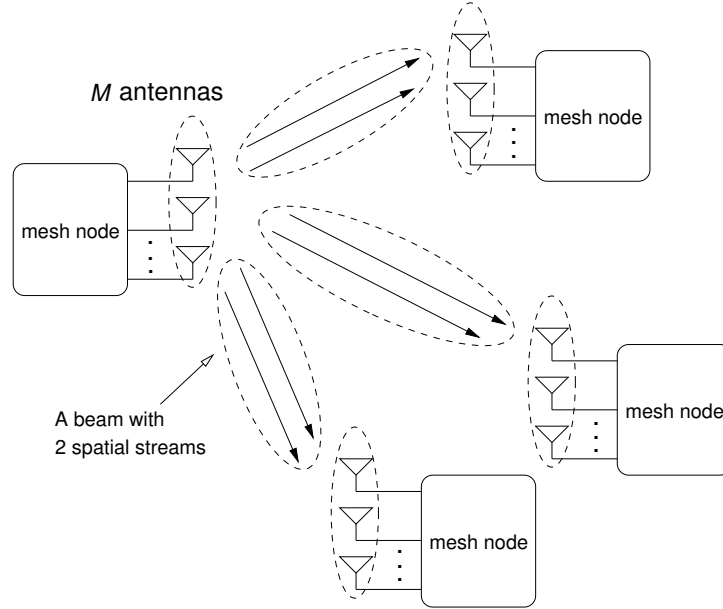 M antennas
mesh node
mesh node
mesh node
A beam with
2 spatial streams
mesh node